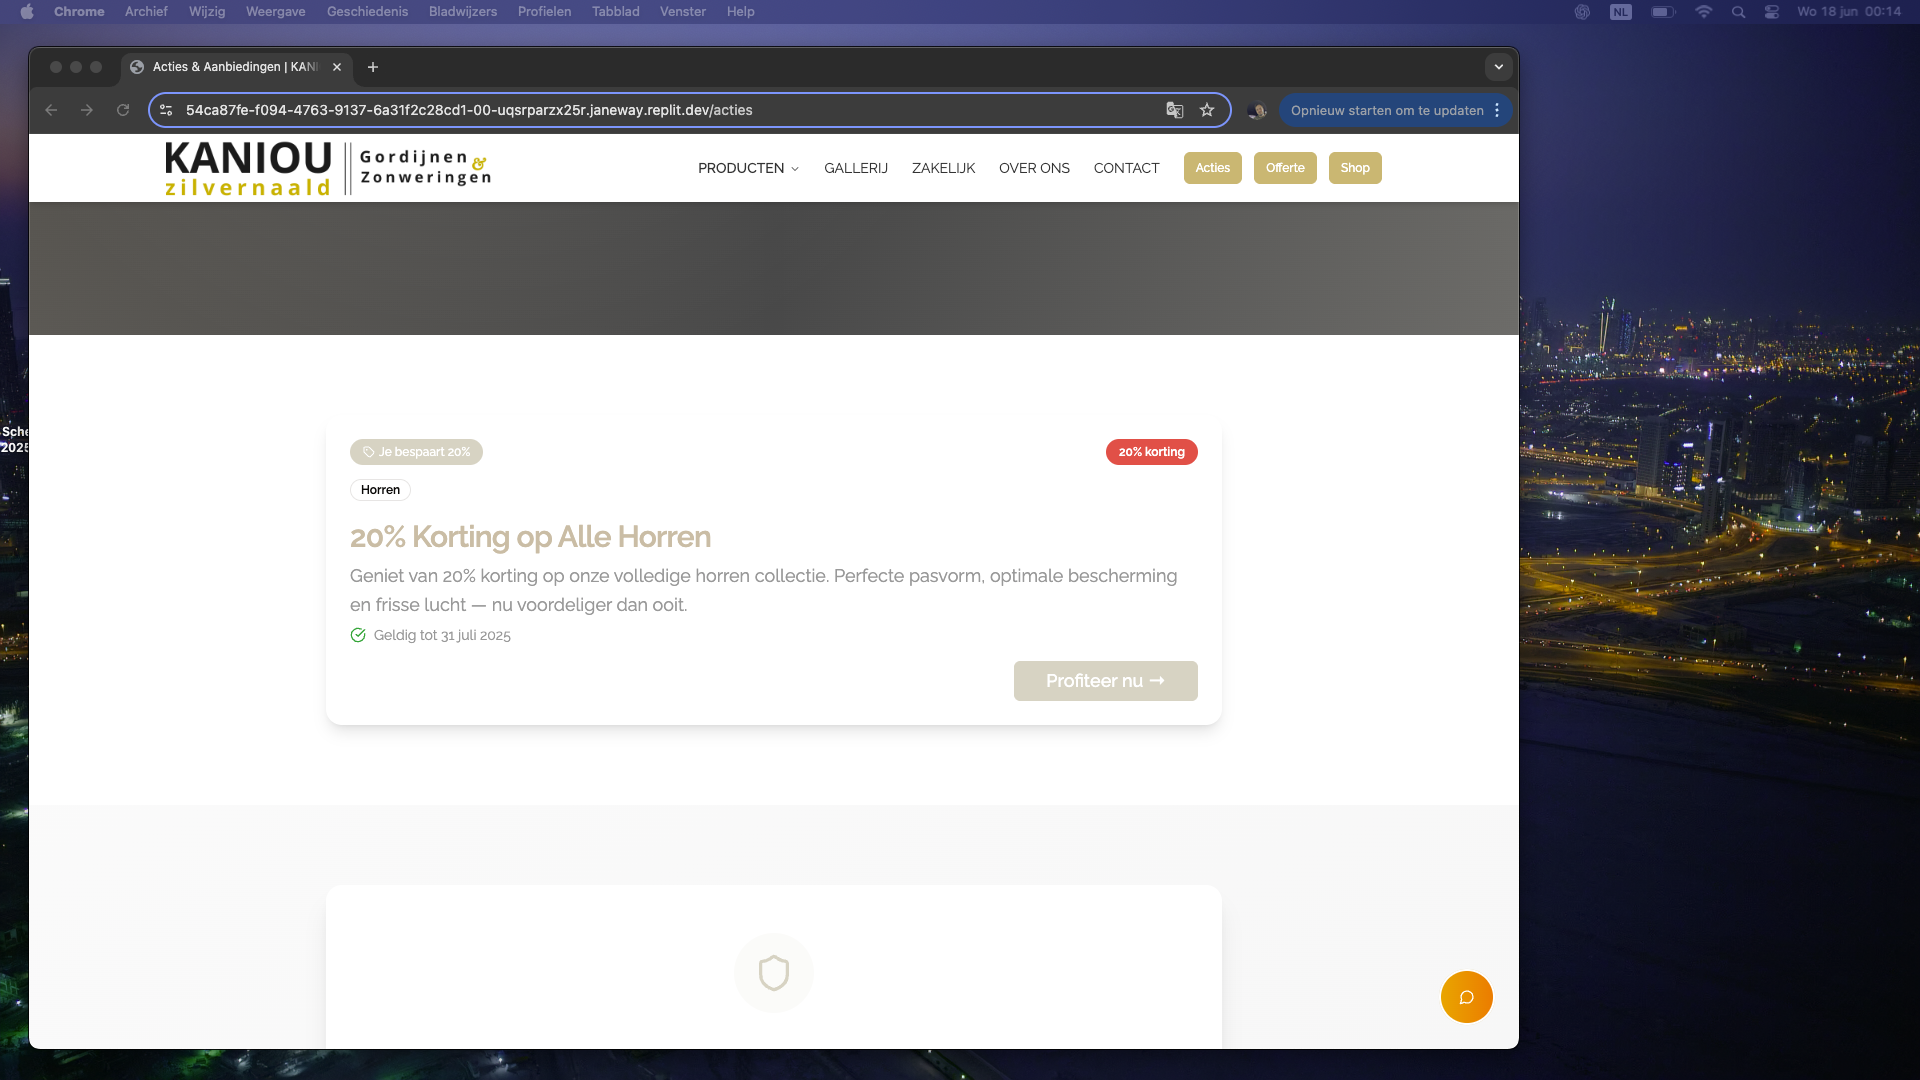 Chrome Archief Wijzig Weergave Geschiedenis Bladwijzers Profielen Tabblad Venster Help NL Wo 18 jun 00:14
Acties & Aanbiedingen | KANI
54ca87fe-f094-4763-9137-6a31f2c28cd1-00-uqsrparzx25r.janeway.replit.dev/acties
Opnieuw starten om te updaten
KANIOU
zilvernaald
Gordijnen &
Zonweringen
PRODUCTEN GALLERIJ ZAKELIJK OVER ONS CONTACT Acties Offerte Shop
Sche
2025
Je bespaart 20%
20% korting
Horren
20% Korting op Alle Horren
Geniet van 20% korting op onze volledige horren collectie. Perfecte pasvorm, optimale bescherming
en frisse lucht — nu voordeliger dan ooit.
Geldig tot 31 juli 2025
Profiteer nu →